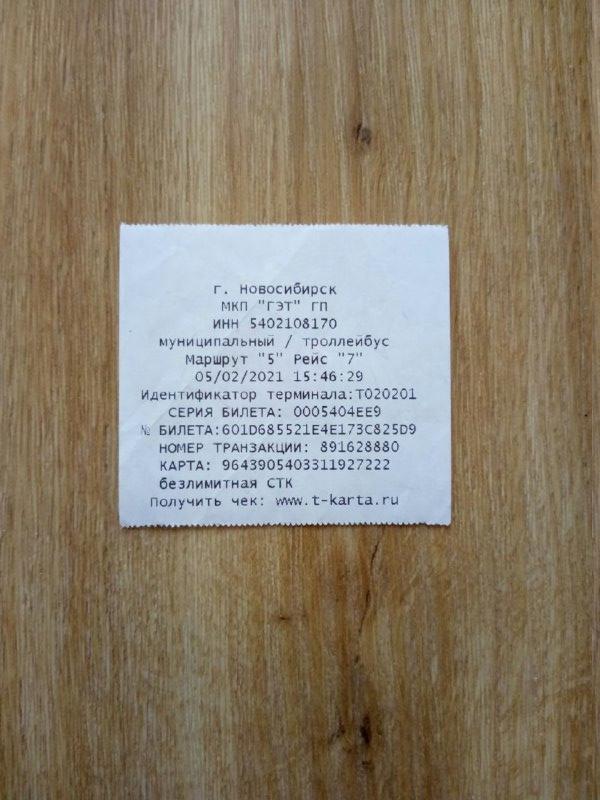 г. Новосибирск
МКП "ГЭТ" ГП
ИНН 5402108170
муниципальный / троллейбус
Маршрут "5" Рейс "7"
05/02/2021 15:46:29
Идентификатор терминала:Т020201
СЕРИЯ БИЛЕТА: 0005404EE9
№ БИЛЕТА:601D685521E4E173C825D9
НОМЕР ТРАНЗАКЦИИ: 891628880
КАРТА: 9643905403311927222
безлимитная СТК
Получить чек: www.t-karta.ru